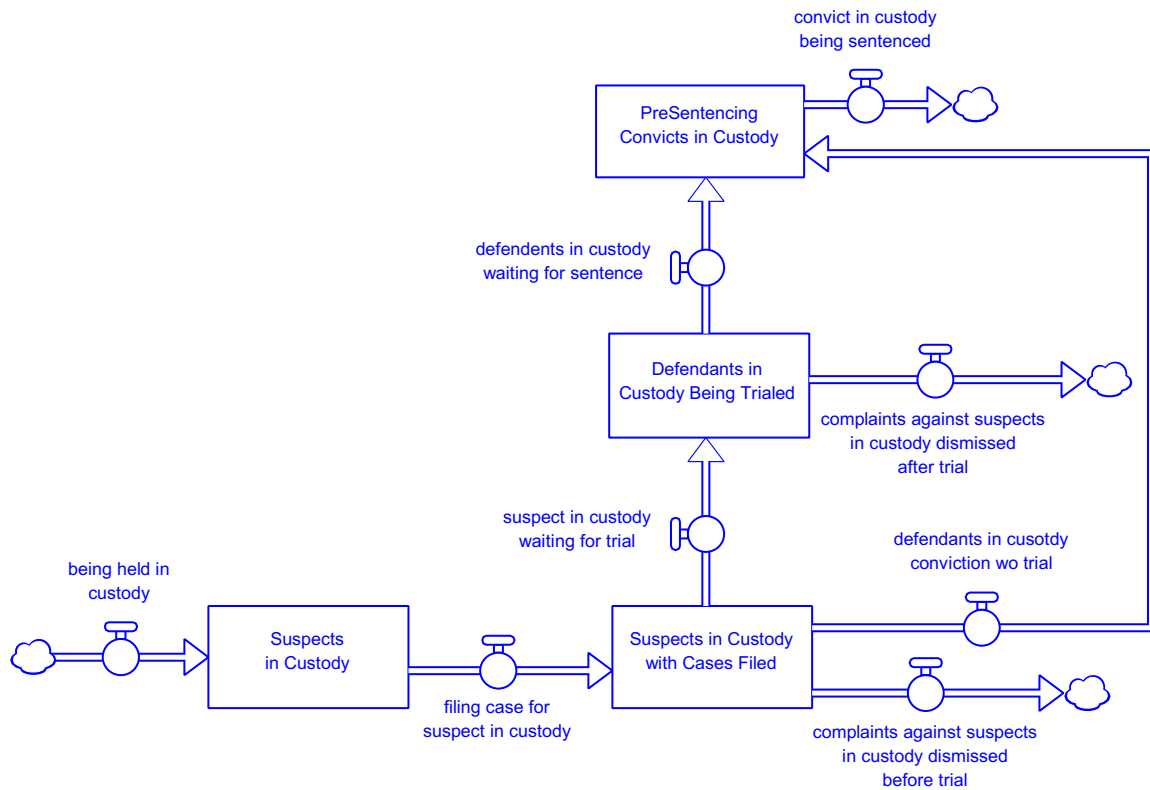 convict in custody
being sentenced
PreSentencing
Convicts in Custody
defendents in custody
waiting for sentence
Defendants in
Custody Being Trialed
complaints against suspects
in custody dismissed
after trial
suspect in custody
waiting for trial
defendants in cusotdy
conviction wo trial
being held in
custody
Suspects
in Custody
Suspects in Custody
with Cases Filed
filing case for
suspect in custody
complaints against suspects
in custody dismissed
before trial